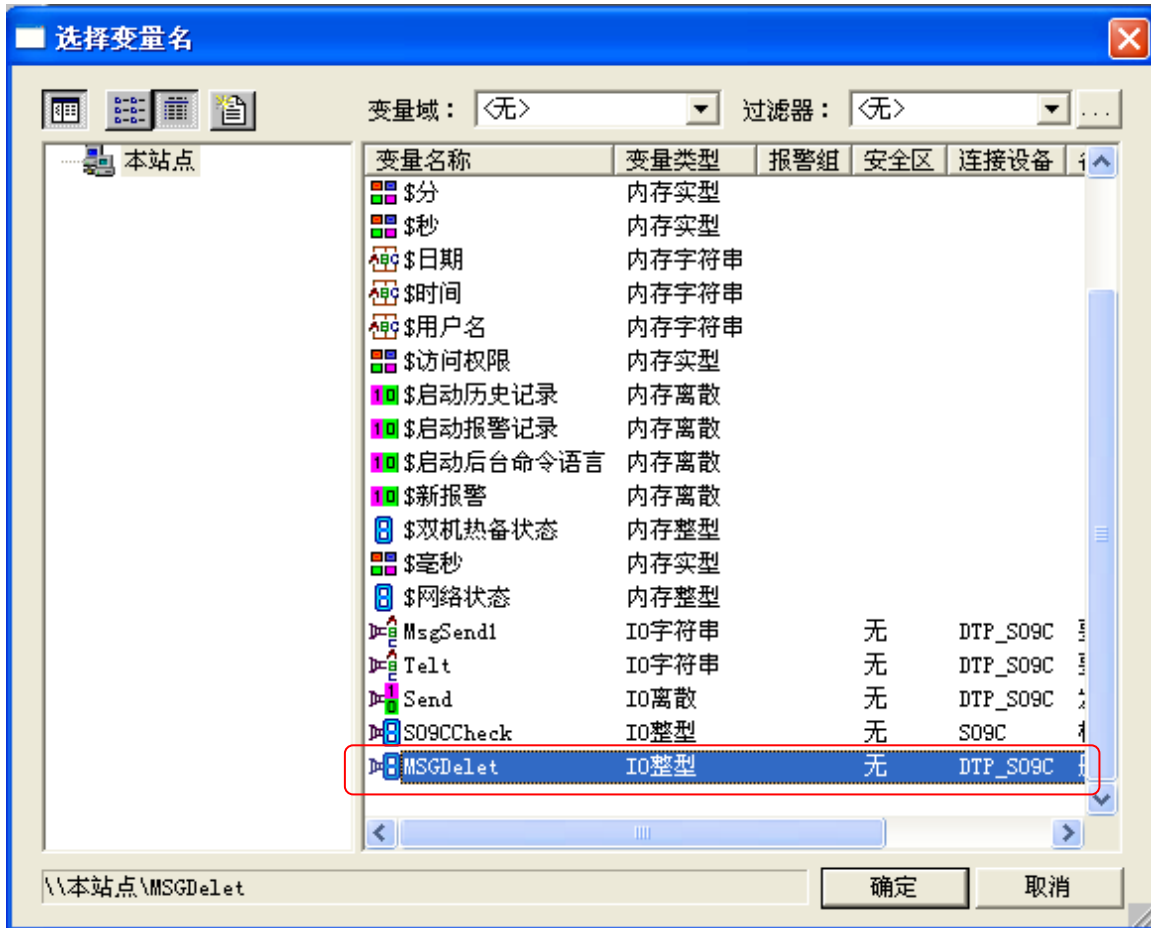 选择变量名
变量域： <无> 过滤器： <无> ...
本站点
变量名称 变量类型 报警组 安全区 连接设备
$分 内存实型
$秒 内存实型
$日期 内存字符串
$时间 内存字符串
$用户名 内存字符串
$访问权限 内存实型
$启动历史记录 内存离散
$启动报警记录 内存离散
$启动后台命令语言 内存离散
$新报警 内存离散
$双机热备状态 内存整型
$毫秒 内存实型
$网络状态 内存整型
MsgSend1 IO字符串 无 DTP_S09C
Telt IO字符串 无 DTP_S09C
Send IO离散 无 DTP_S09C
S09CCheck IO整型 无 S09C
MSGDelet IO整型 无 DTP_S09C
\\本站点\MSGDelet 确定 取消